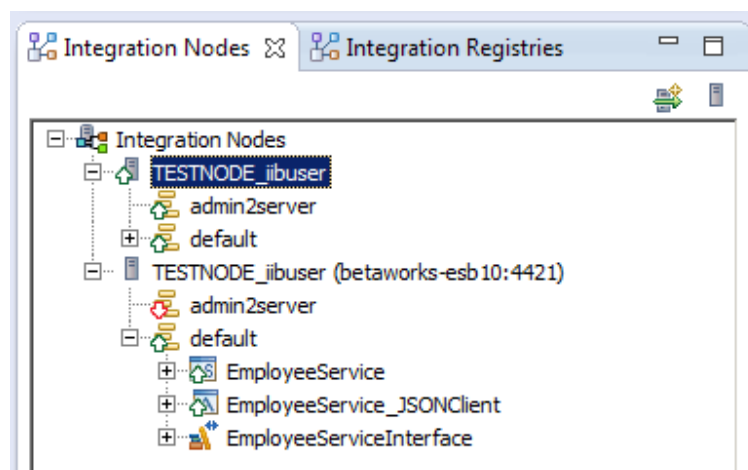 Integration Nodes Integration Registries
Integration Nodes
TESTNODE_iibuser
admin2server
default
TESTNODE_iibuser (betaworks-esb10:4421)
admin2server
default
EmployeeService
EmployeeService_JSONClient
EmployeeServiceInterface